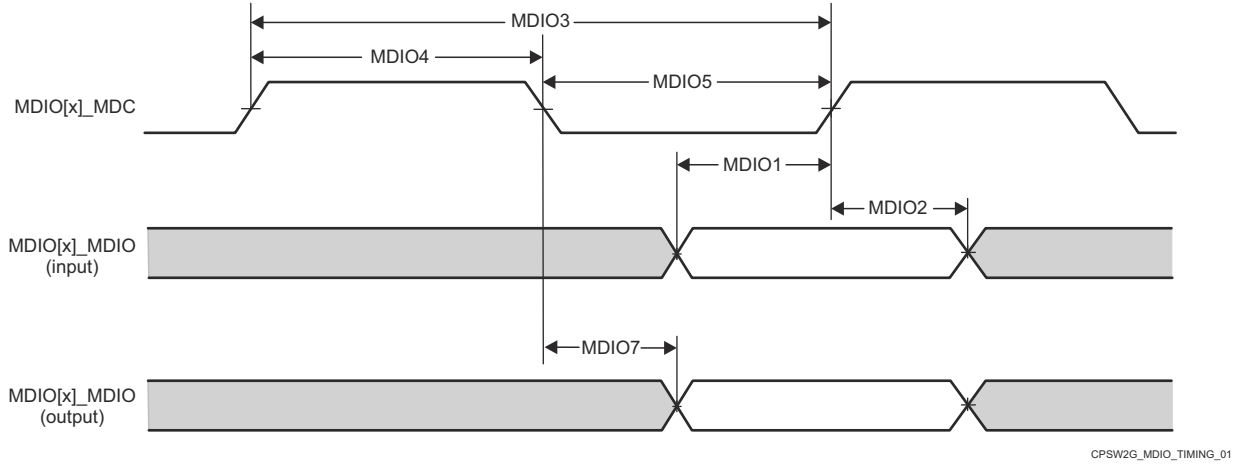 MDIO3
MDIO4
MDIO5
MDIO[x]_MDC
MDIO1
MDIO2
MDIO[x]_MDIO
(input)
MDIO7
MDIO[x]_MDIO
(output)
CPSW2G_MDIO_TIMING_01